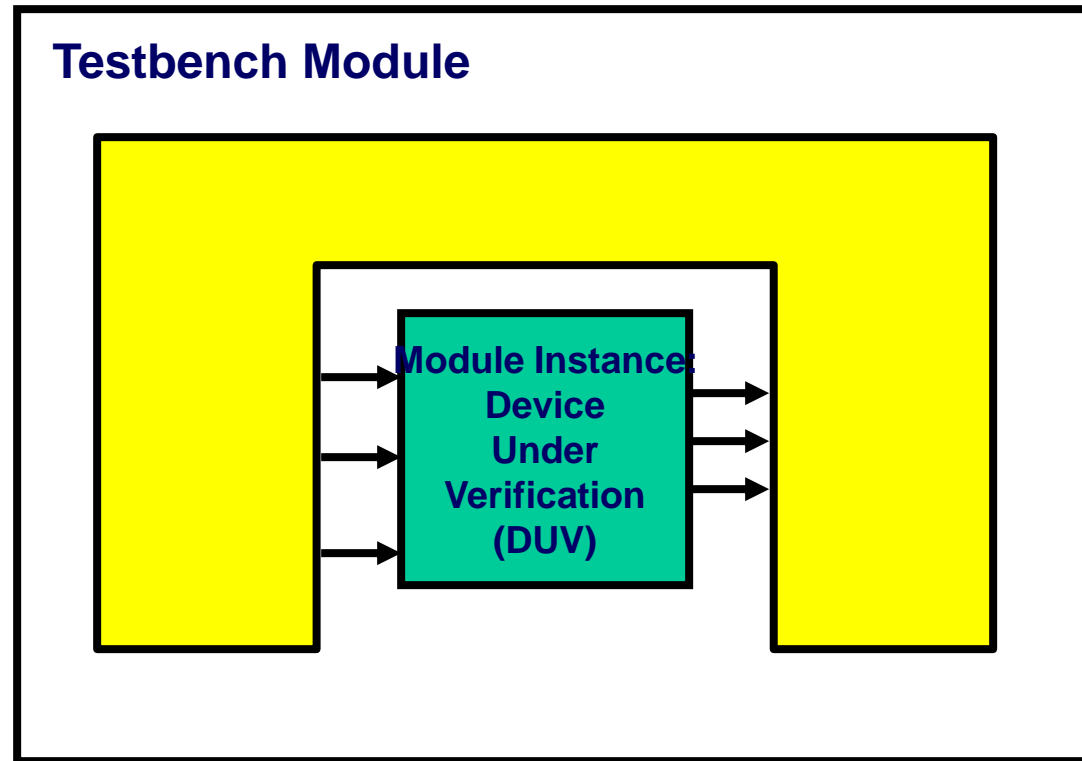 Testbench Module
Module Instance:
Device
Under
Verification
(DUV)